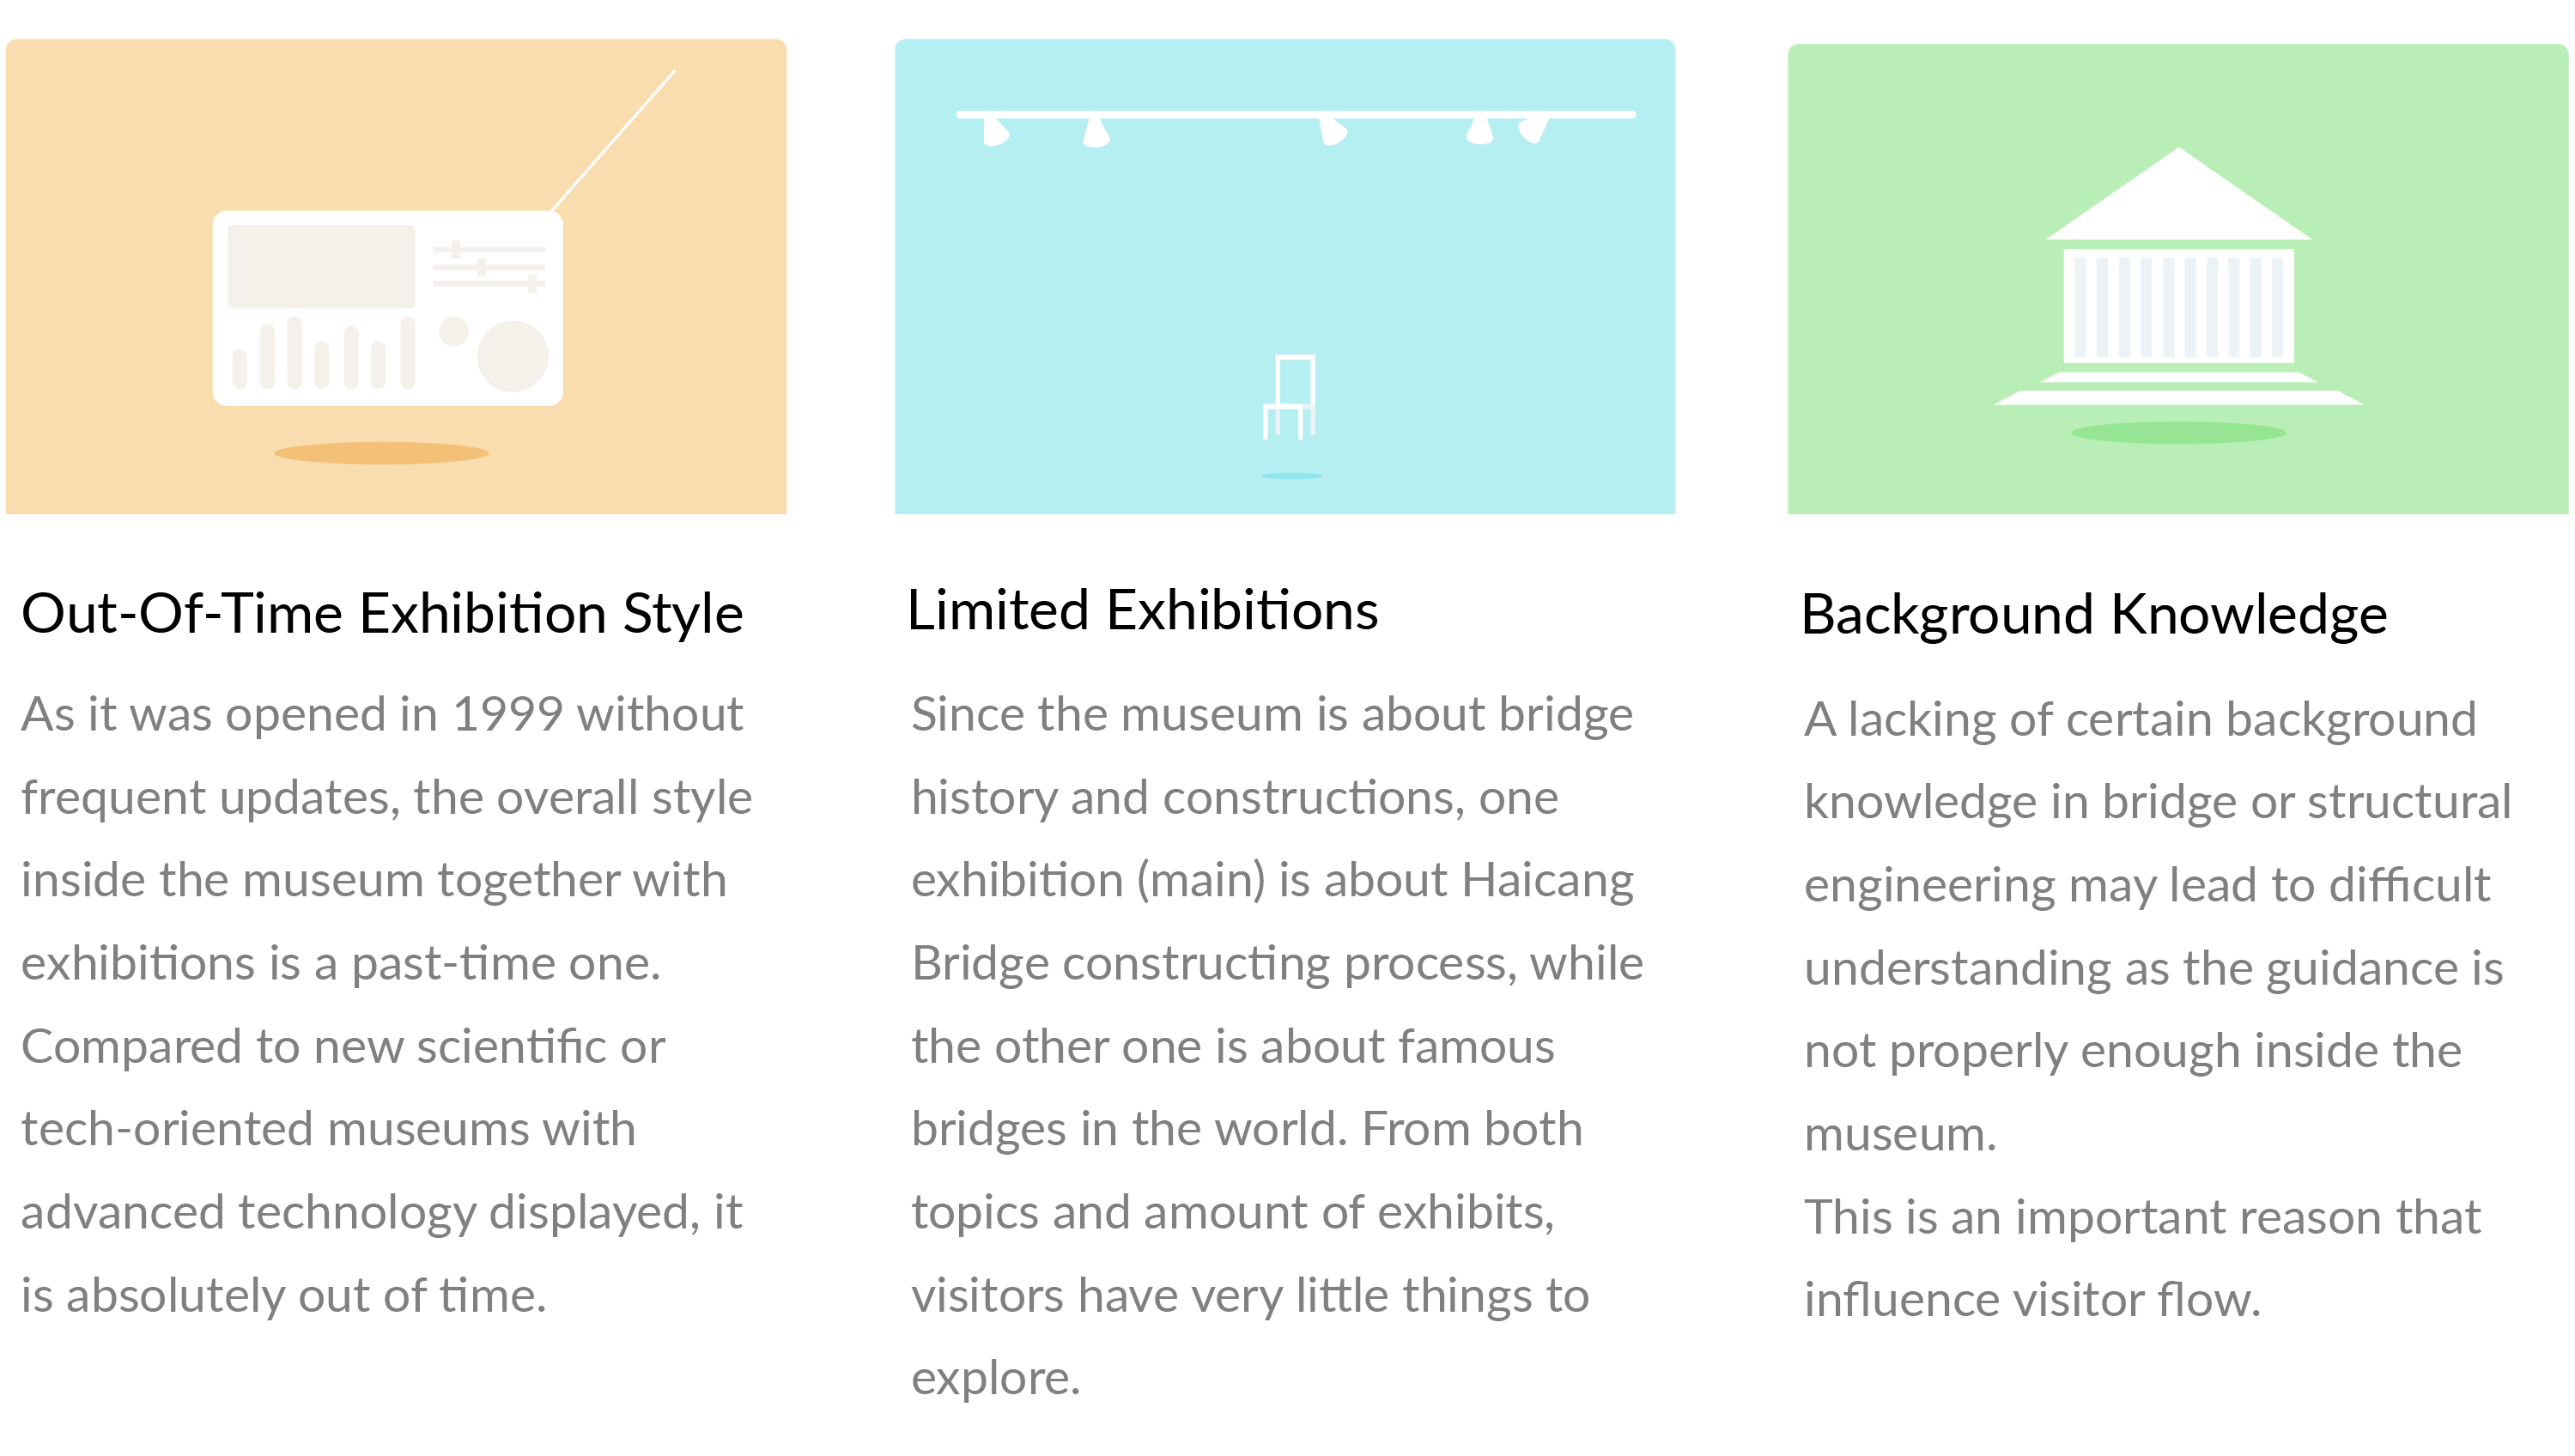 Out-Of-Time Exhibition Style
As it was opened in 1999 without
frequent updates, the overall style
inside the museum together with
exhibitions is a past-time one.
Compared to new scientific or
tech-oriented museums with
advanced technology displayed, it
is absolutely out of time.
Limited Exhibitions
Since the museum is about bridge
history and constructions, one
exhibition (main) is about Haicang
Bridge constructing process, while
the other one is about famous
bridges in the world. From both
topics and amount of exhibits,
visitors have very little things to
explore.
Background Knowledge
A lacking of certain background
knowledge in bridge or structural
engineering may lead to difficult
understanding as the guidance is
not properly enough inside the
museum.
This is an important reason that
influence visitor flow.